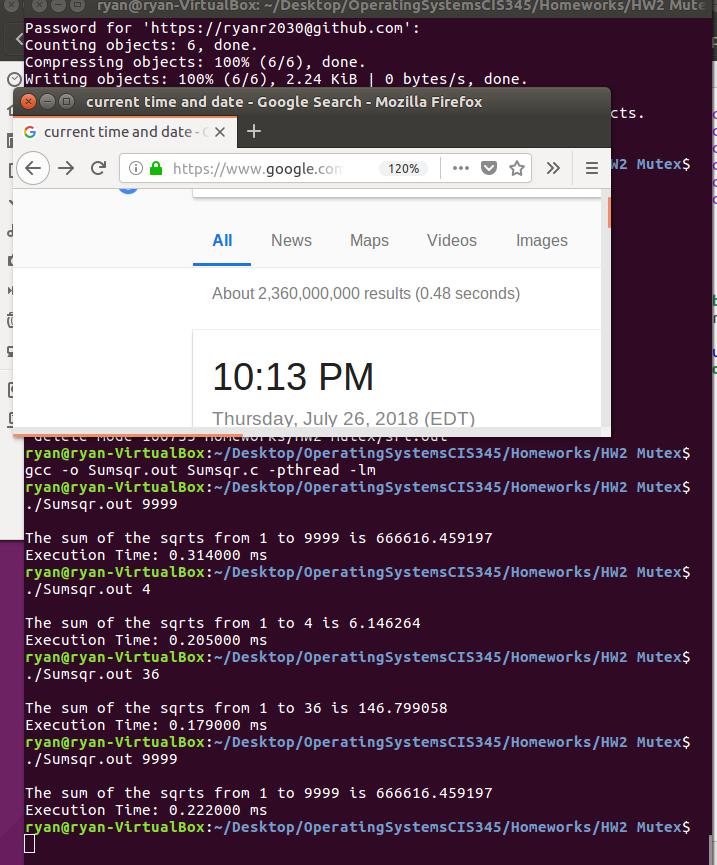 ryan@ryan-VirtualBox: ~/Desktop/OperatingSystemsCIS345/Homeworks/HW2 Mutex
Password for 'https://ryanr2030@github.com':
Counting objects: 6, done.
Compressing objects: 100% (6/6), done.
Writing objects: 100% (6/6), 2.24 KiB | 0 bytes/s, done.
current time and date - Google Search - Mozilla Firefox
cts.
current time and date - G
W2 Mutex$
https://www.google.com
120%
All News Maps Videos Images
About 2,360,000,000 results (0.48 seconds)
10:13 PM
Thursday, July 26, 2018 (EDT)
ryan@ryan-VirtualBox:~/Desktop/OperatingSystemsCIS345/Homeworks/HW2 Mutex$
gcc -o Sumsqr.out Sumsqr.c -pthread -lm
ryan@ryan-VirtualBox:~/Desktop/OperatingSystemsCIS345/Homeworks/HW2 Mutex$
./Sumsqr.out 9999
The sum of the sqrts from 1 to 9999 is 666616.459197
Execution Time: 0.314000 ms
ryan@ryan-VirtualBox:~/Desktop/OperatingSystemsCIS345/Homeworks/HW2 Mutex$
./Sumsqr.out 4
The sum of the sqrts from 1 to 4 is 6.146264
Execution Time: 0.205000 ms
ryan@ryan-VirtualBox:~/Desktop/OperatingSystemsCIS345/Homeworks/HW2 Mutex$
./Sumsqr.out 36
The sum of the sqrts from 1 to 36 is 146.799058
Execution Time: 0.179000 ms
ryan@ryan-VirtualBox:~/Desktop/OperatingSystemsCIS345/Homeworks/HW2 Mutex$
./Sumsqr.out 9999
The sum of the sqrts from 1 to 9999 is 666616.459197
Execution Time: 0.222000 ms
ryan@ryan-VirtualBox:~/Desktop/OperatingSystemsCIS345/Homeworks/HW2 Mutex$